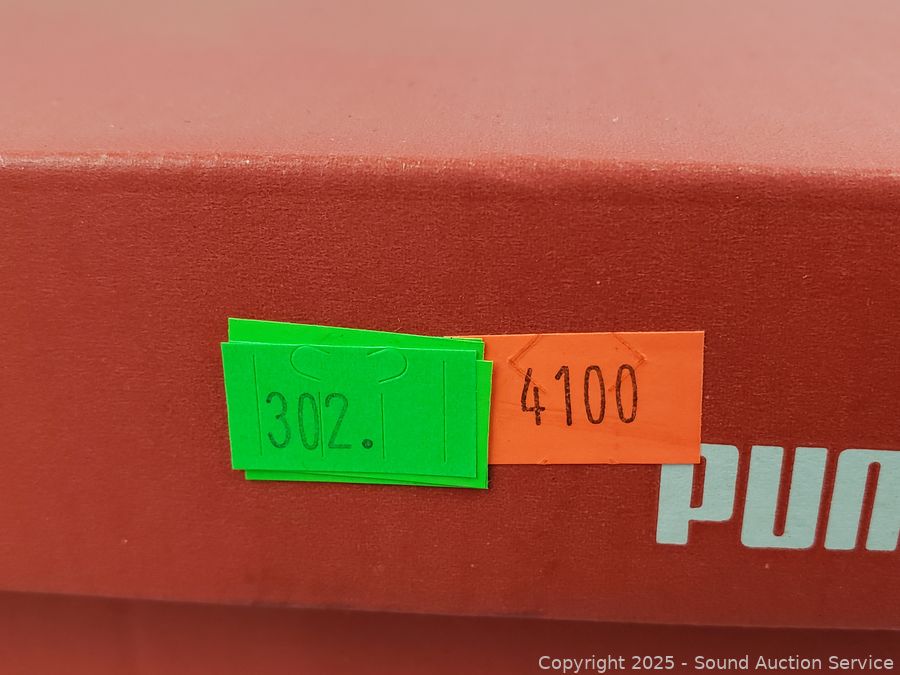 302.
4100
PUM
Copyright 2025 - Sound Auction Service